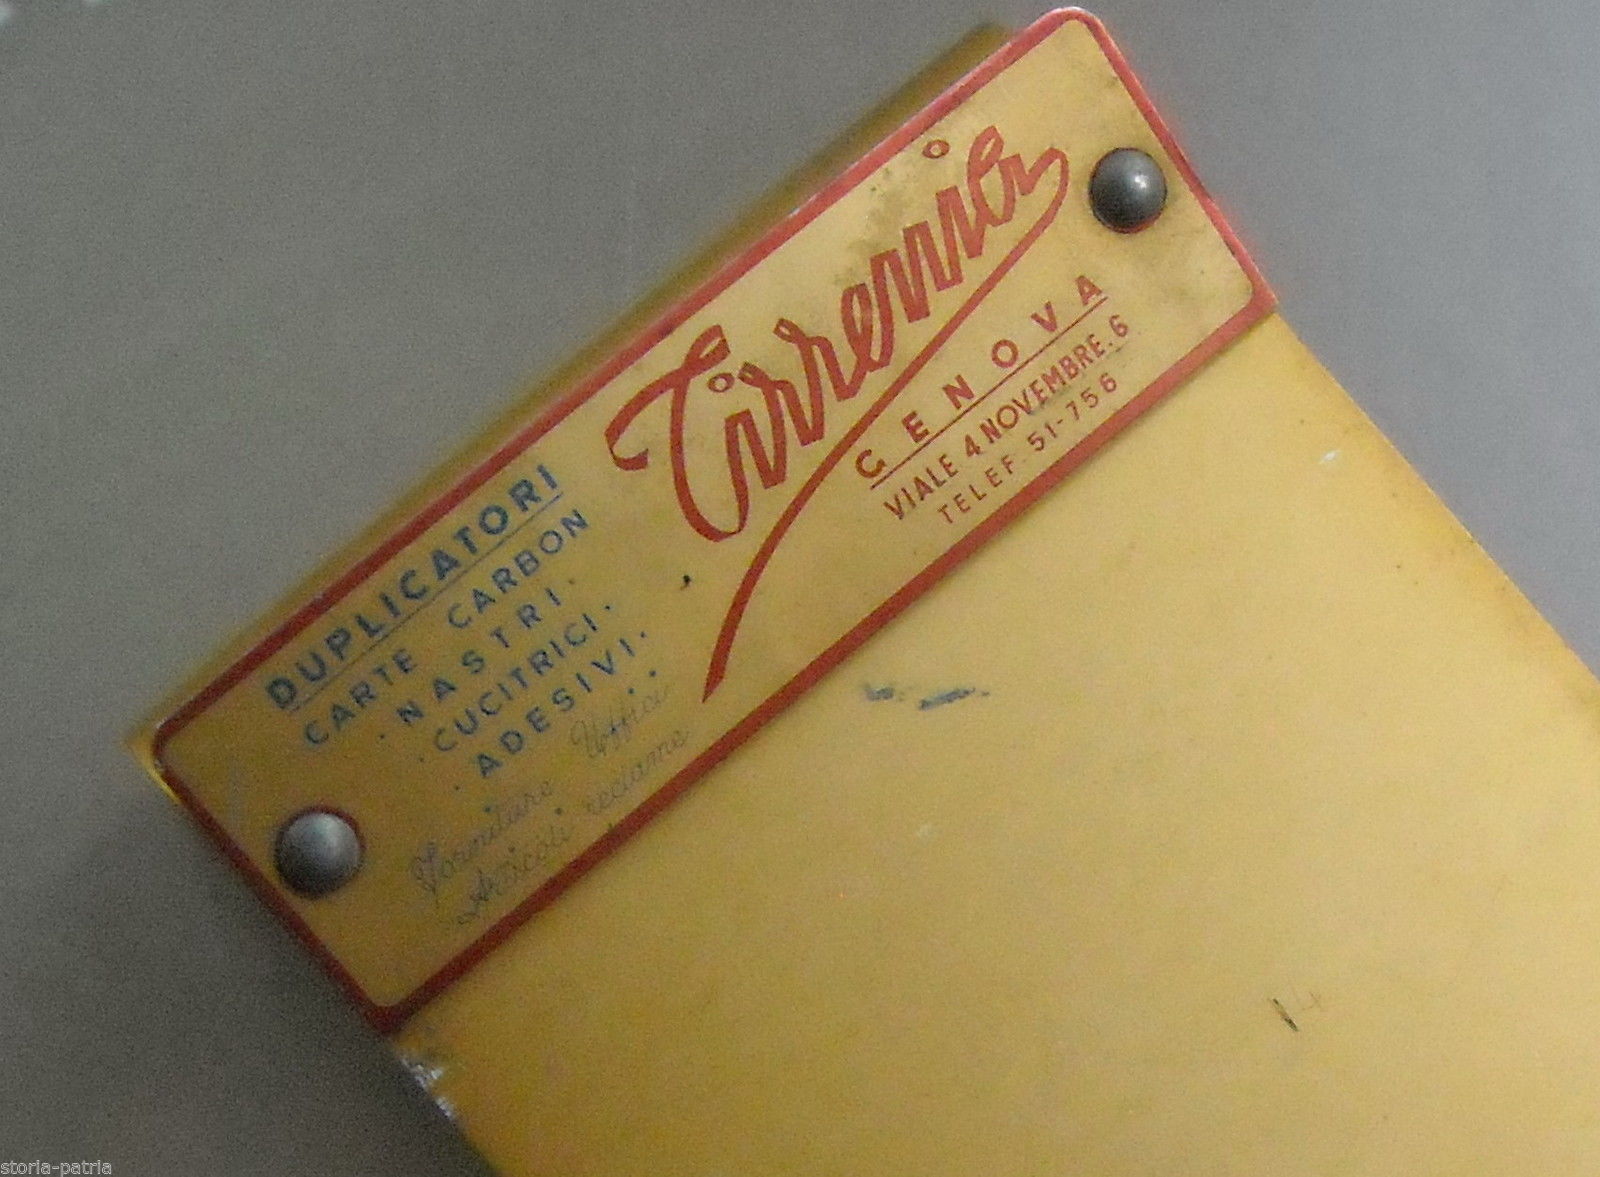 DUPLICATORI
CARTE CARBON
. NASTRI .
. CUCITRICI .
. ADESIVI .
Forniture Uffici
Articoli reclame
Tirrenia
GENOVA
VIALE 4 NOVEMBRE. 6
TELEF. 51-756
14
storia-patria